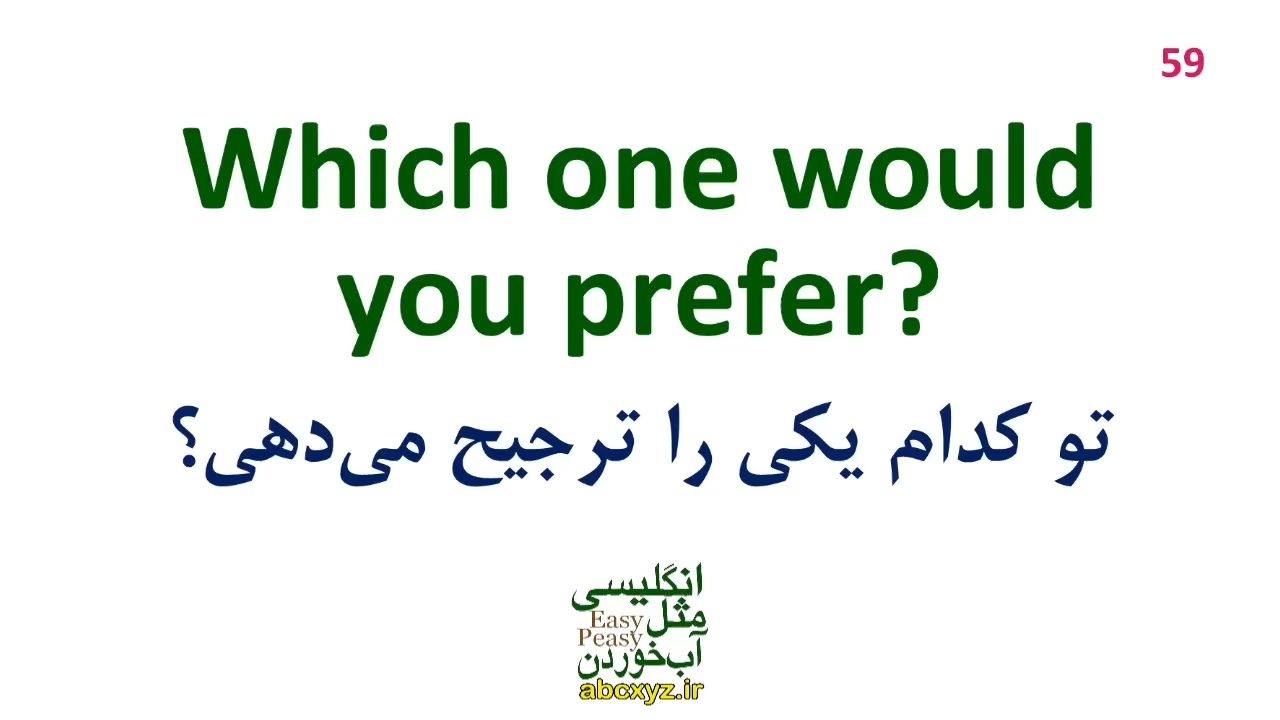 59
Which one would
you prefer?
تو کدام یکی را ترجیح می‌دهی؟
انگلیسی
مثل
Easy
Peasy
آب‌خوردن
abcxyz.ir